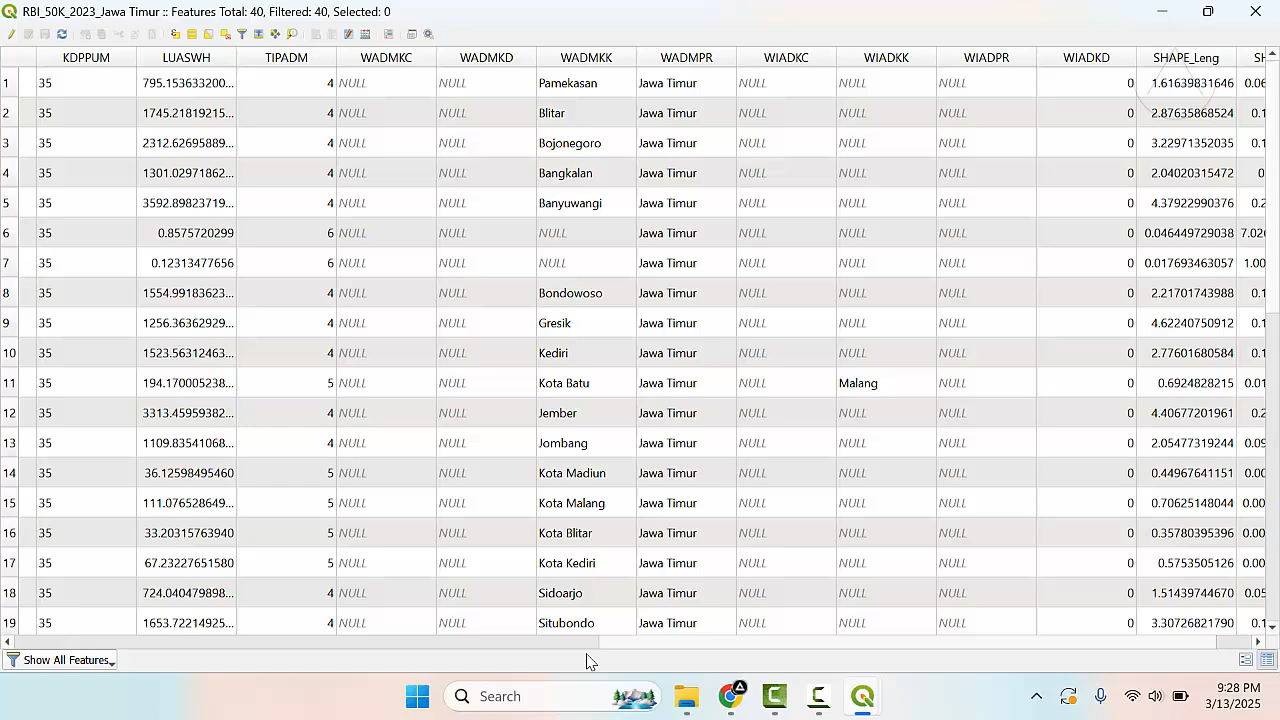 RBI_50K_2023_Jawa Timur :: Features Total: 40, Filtered: 40, Selected: 0
KDPPUM LUASWH TIPADM WADMKC WADMKD WADMKK WADMPR WIADKC WIADKK WIADPR WIADKD SHAPE_Leng SH
1 35 795.153633200... 4 NULL NULL Pamekasan Jawa Timur NULL NULL NULL 0 1.61639831646 0.06
2 35 1745.21819215... 4 NULL NULL Blitar Jawa Timur NULL NULL NULL 0 2.87635868524 0.1
3 35 2312.62695889... 4 NULL NULL Bojonegoro Jawa Timur NULL NULL NULL 0 3.22971352035 0.1
4 35 1301.02971862... 4 NULL NULL Bangkalan Jawa Timur NULL NULL NULL 0 2.04020315472 0
5 35 3592.89823719... 4 NULL NULL Banyuwangi Jawa Timur NULL NULL NULL 0 4.37922990376 0.2
6 35 0.8575720299 6 NULL NULL NULL Jawa Timur NULL NULL NULL 0 0.046449729038 7.02
7 35 0.12313477656 6 NULL NULL NULL Jawa Timur NULL NULL NULL 0 0.017693463057 1.00
8 35 1554.99183623... 4 NULL NULL Bondowoso Jawa Timur NULL NULL NULL 0 2.21701743988 0.1
9 35 1256.36362929... 4 NULL NULL Gresik Jawa Timur NULL NULL NULL 0 4.62240750912 0.1
10 35 1523.56312463... 4 NULL NULL Kediri Jawa Timur NULL NULL NULL 0 2.77601680584 0.1
11 35 194.170005238... 5 NULL NULL Kota Batu Jawa Timur NULL Malang NULL 0 0.6924828215 0.01
12 35 3313.45959382... 4 NULL NULL Jember Jawa Timur NULL NULL NULL 0 4.40677201961 0.2
13 35 1109.83541068... 4 NULL NULL Jombang Jawa Timur NULL NULL NULL 0 2.05477319244 0.09
14 35 36.12598495460 5 NULL NULL Kota Madiun Jawa Timur NULL NULL NULL 0 0.44967641151 0.00
15 35 111.076528649... 5 NULL NULL Kota Malang Jawa Timur NULL NULL NULL 0 0.70625148044 0.00
16 35 33.20315763940 5 NULL NULL Kota Blitar Jawa Timur NULL NULL NULL 0 0.35780395396 0.00
17 35 67.23227651580 5 NULL NULL Kota Kediri Jawa Timur NULL NULL NULL 0 0.5753505126 0.00
18 35 724.040479898... 4 NULL NULL Sidoarjo Jawa Timur NULL NULL NULL 0 1.51439744670 0.05
19 35 1653.72214925... 4 NULL NULL Situbondo Jawa Timur NULL NULL NULL 0 3.30726821790 0.1
Show All Features
Search
9:28 PM
3/13/2025